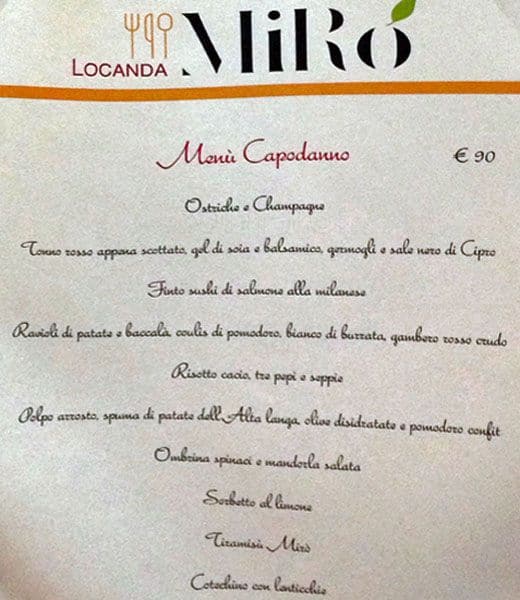 LOCANDA MiRó
Menù Capodanno € 90
Ostriche e Champagne
Tonno rosso appena scottato, gel di soia e balsamico, germogli e sale nero di Cipro
Finto sushi di salmone alla milanese
Ravioli di patate e baccalà, coulis di pomodoro, bianco di burrata, gambero rosso crudo
Risotto cacio, tre pepi e seppie
Polpo arrosto, spuma di patate dell'Alta langa, olive disidratate e pomodoro confit
Ombrina spinaci e mandorla salata
Sorbetto al limone
Tiramisù Mirò
Cotechino con lenticchie